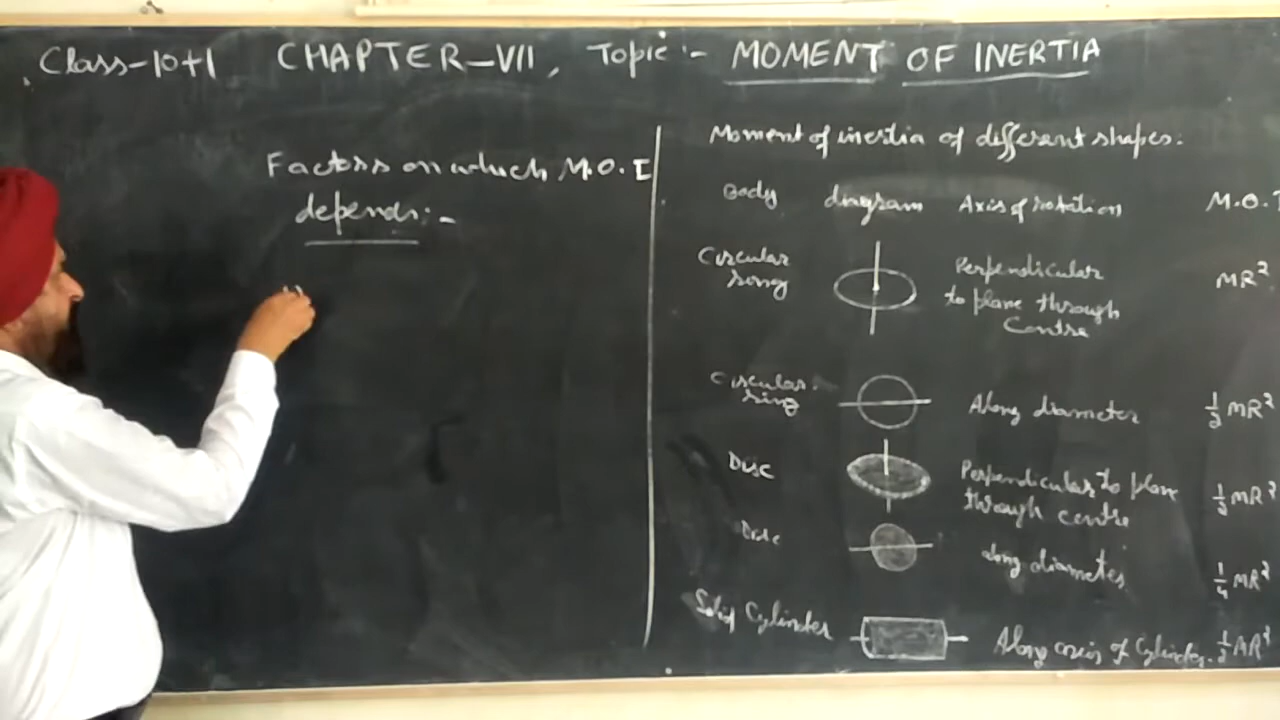 Class-10+1 CHAPTER-VII, Topic:- MOMENT OF INERTIA
Factors on which M.O.I
depends:-
Moment of inertia of different shapes:
Body diagram Axis of rotation M.O.I
Circular
ring
Perpendicular
to plane through
Centre
MR²
Circular
ring
Along diameter
1/2 MR²
Disc
Perpendicular to plane
through centre
1/2 MR²
Disc
along diameter
1/4 MR²
Solid Cylinder
Along axis of Cylinder.